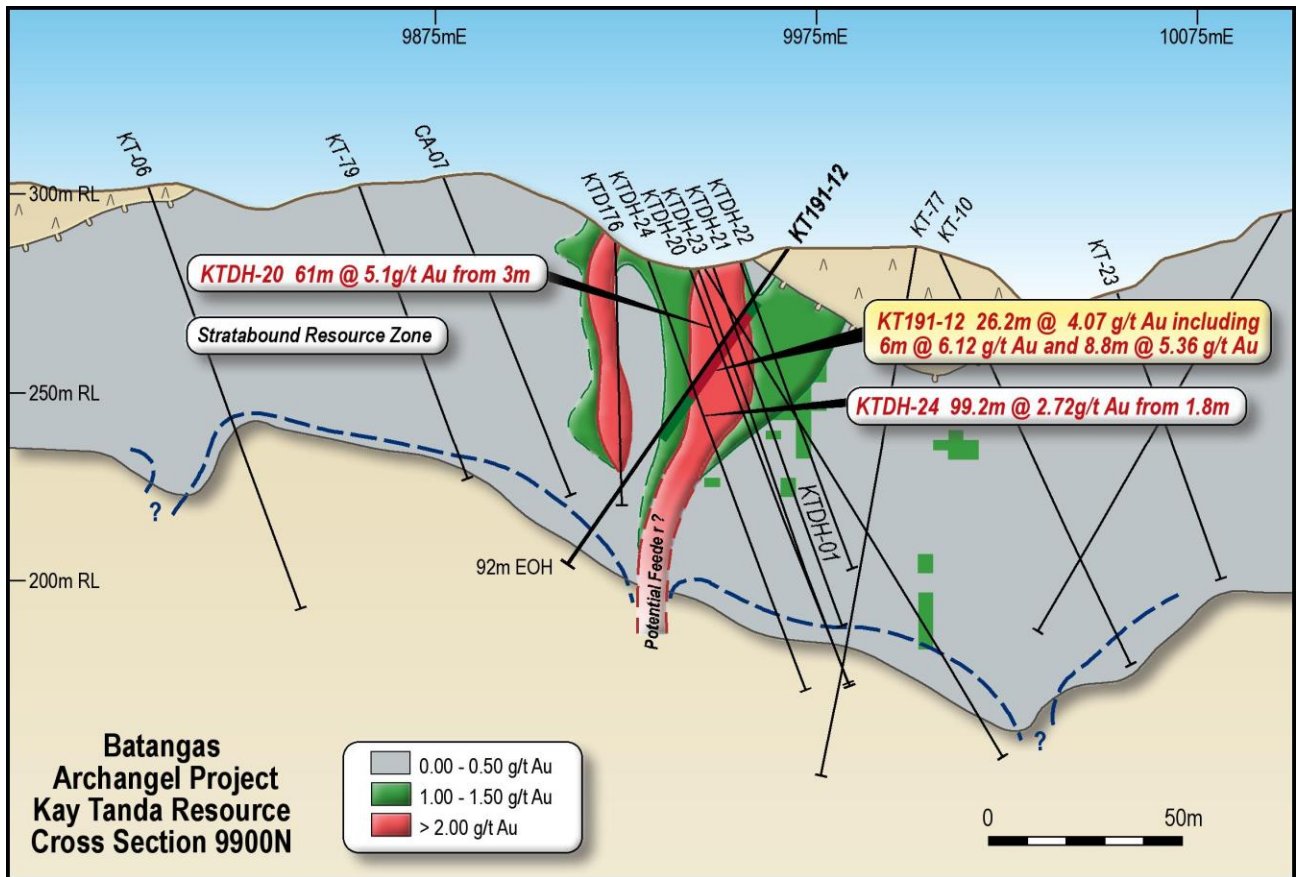 9875mE
9975mE
10075mE
KT-06
KT-79
CA-07
KTD176
KTDH-24
KTDH-20
KTDH-23
KTDH-21
KTDH-22
KT191-12
KT-77
KT-10
KT-23
300m RL
KTDH-20 61m @ 5.1g/t Au from 3m
Stratabound Resource Zone
KT191-12 26.2m @ 4.07 g/t Au including
6m @ 6.12 g/t Au and 8.8m @ 5.36 g/t Au
250m RL
KTDH-24 99.2m @ 2.72g/t Au from 1.8m
KTDH-01
?
92m EOH
200m RL
Potential Feede r ?
?
Batangas
Archangel Project
Kay Tanda Resource
Cross Section 9900N
0.00 - 0.50 g/t Au
1.00 - 1.50 g/t Au
> 2.00 g/t Au
0
50m